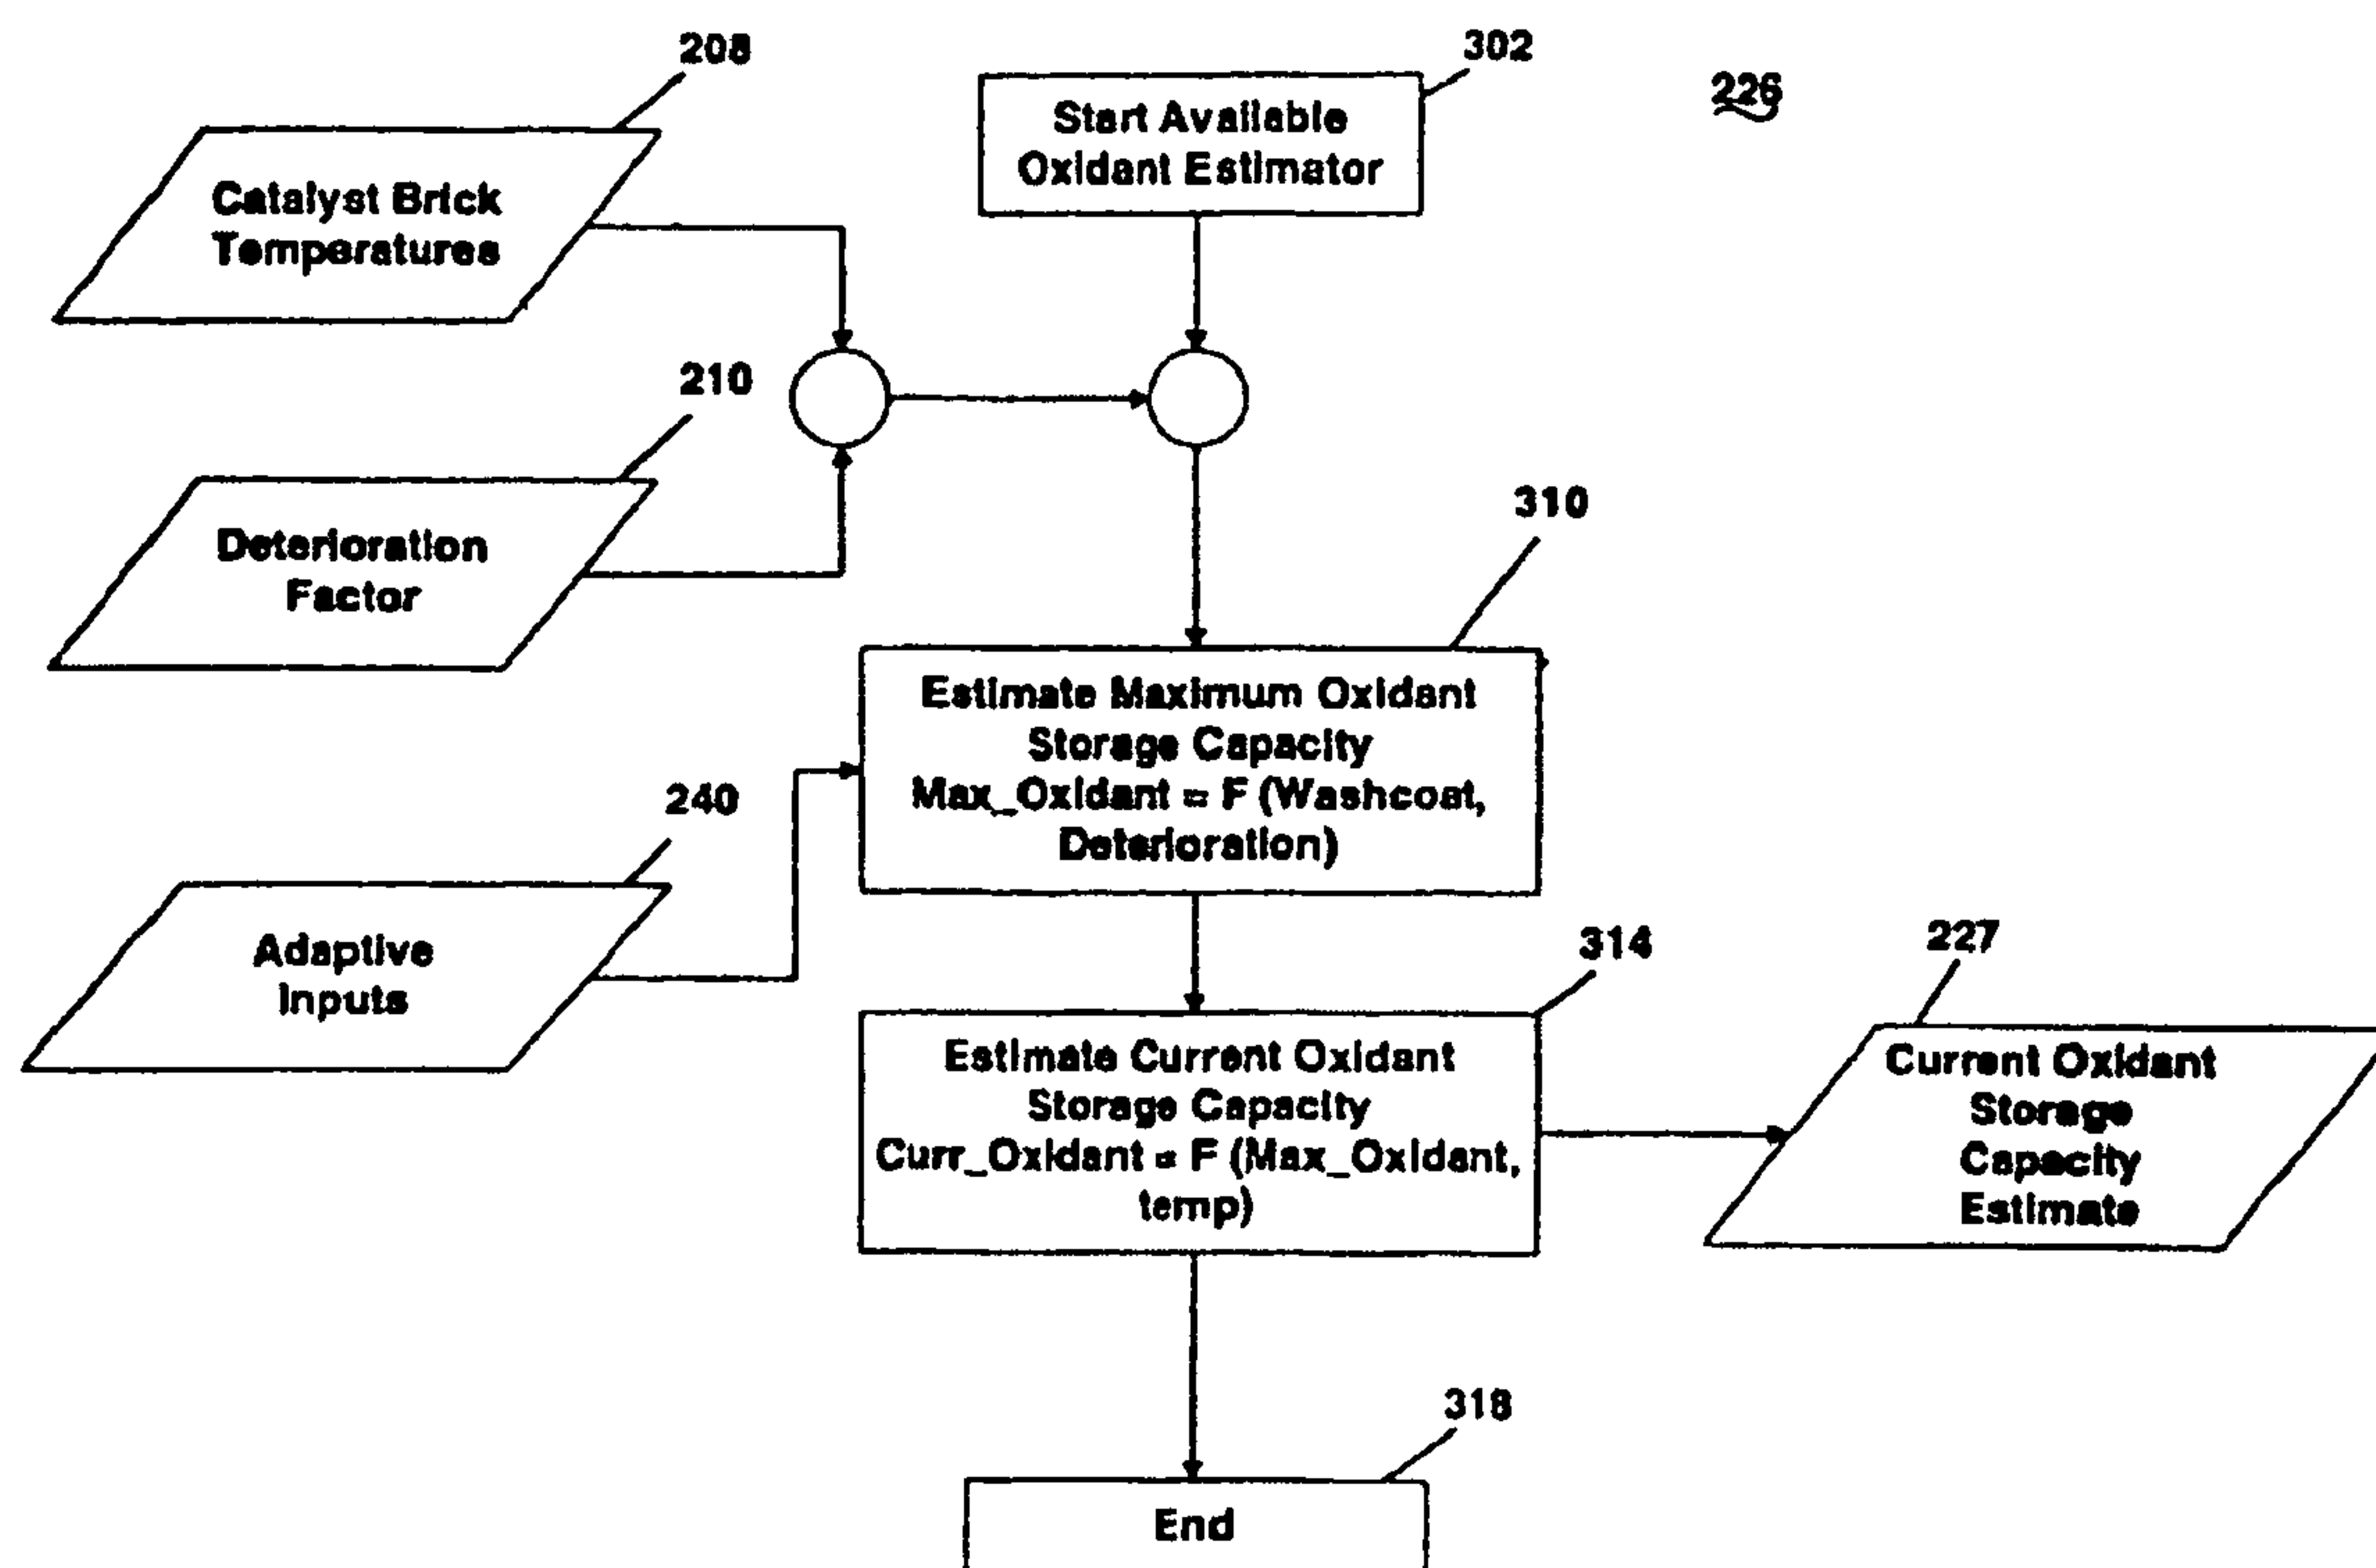 208
302
226
Start Available
Oxidant Estimator
Catalyst Brick
Temperatures
210
Deterioration
Factor
310
Estimate Maximum Oxidant
Storage Capacity
Max_Oxidant = F (Washcoat,
Deterioration)
240
Adaptive
Inputs
314
227
Estimate Current Oxidant
Storage Capacity
Curr_Oxidant = F (Max_Oxidant,
temp)
Current Oxidant
Storage
Capacity
Estimate
318
End